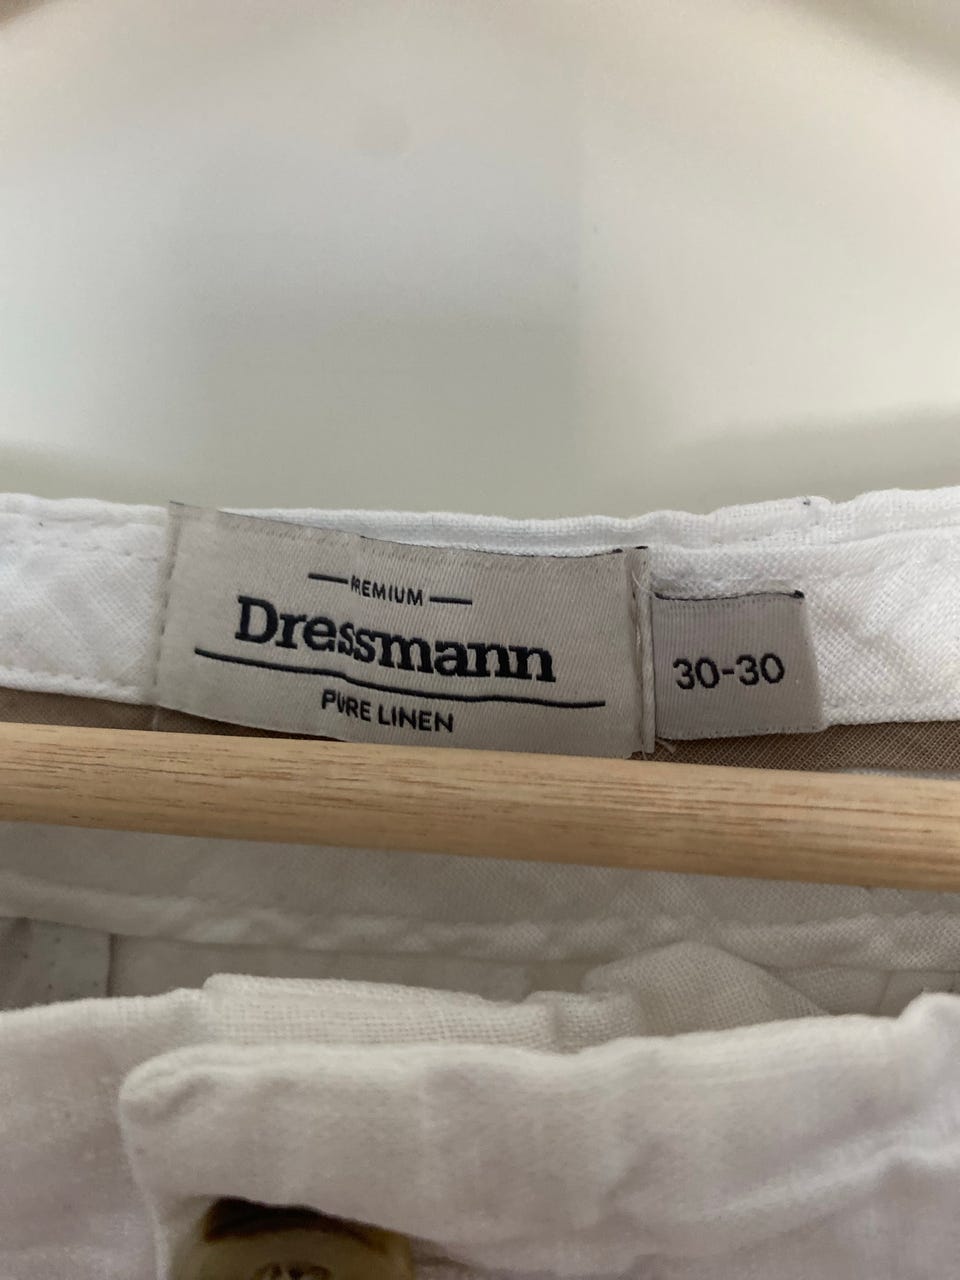 PREMIUM
Dressmann
PURE LINEN
30-30